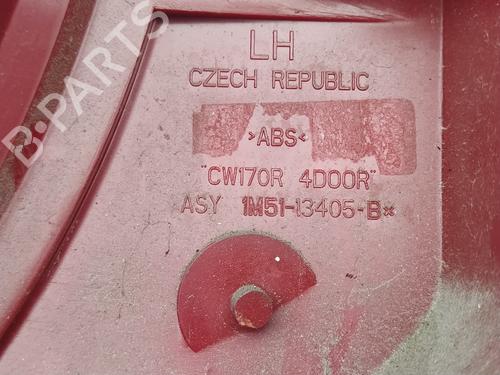 B-PARTS
LH
CZECH REPUBLIC
>ABS<
"CW170R 4DOOR"
ASY 1M51-13405-B*